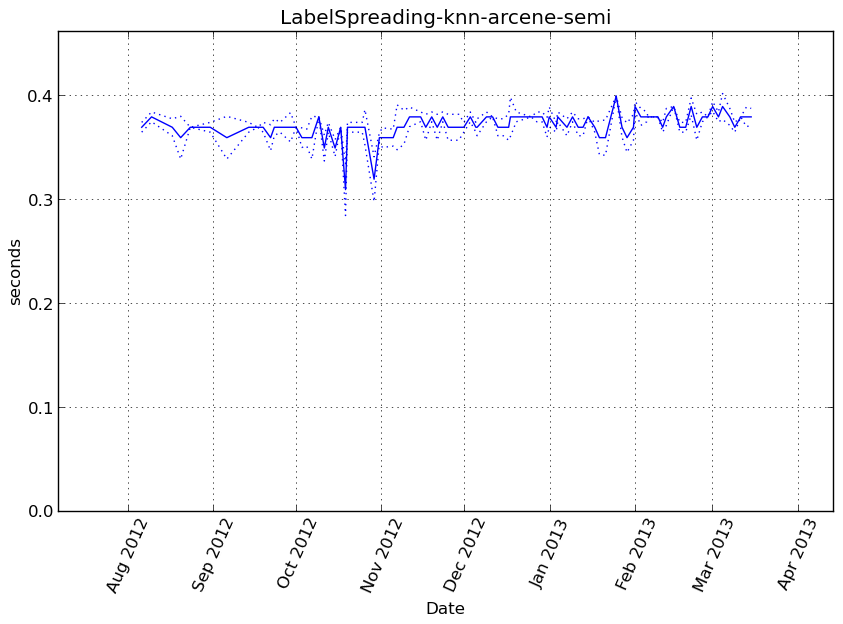 LabelSpreading-knn-arcene-semi
0.4
0.3
0.2
0.1
0.0
seconds
Aug 2012
Sep 2012
Oct 2012
Nov 2012
Dec 2012
Jan 2013
Feb 2013
Mar 2013
Apr 2013
Date